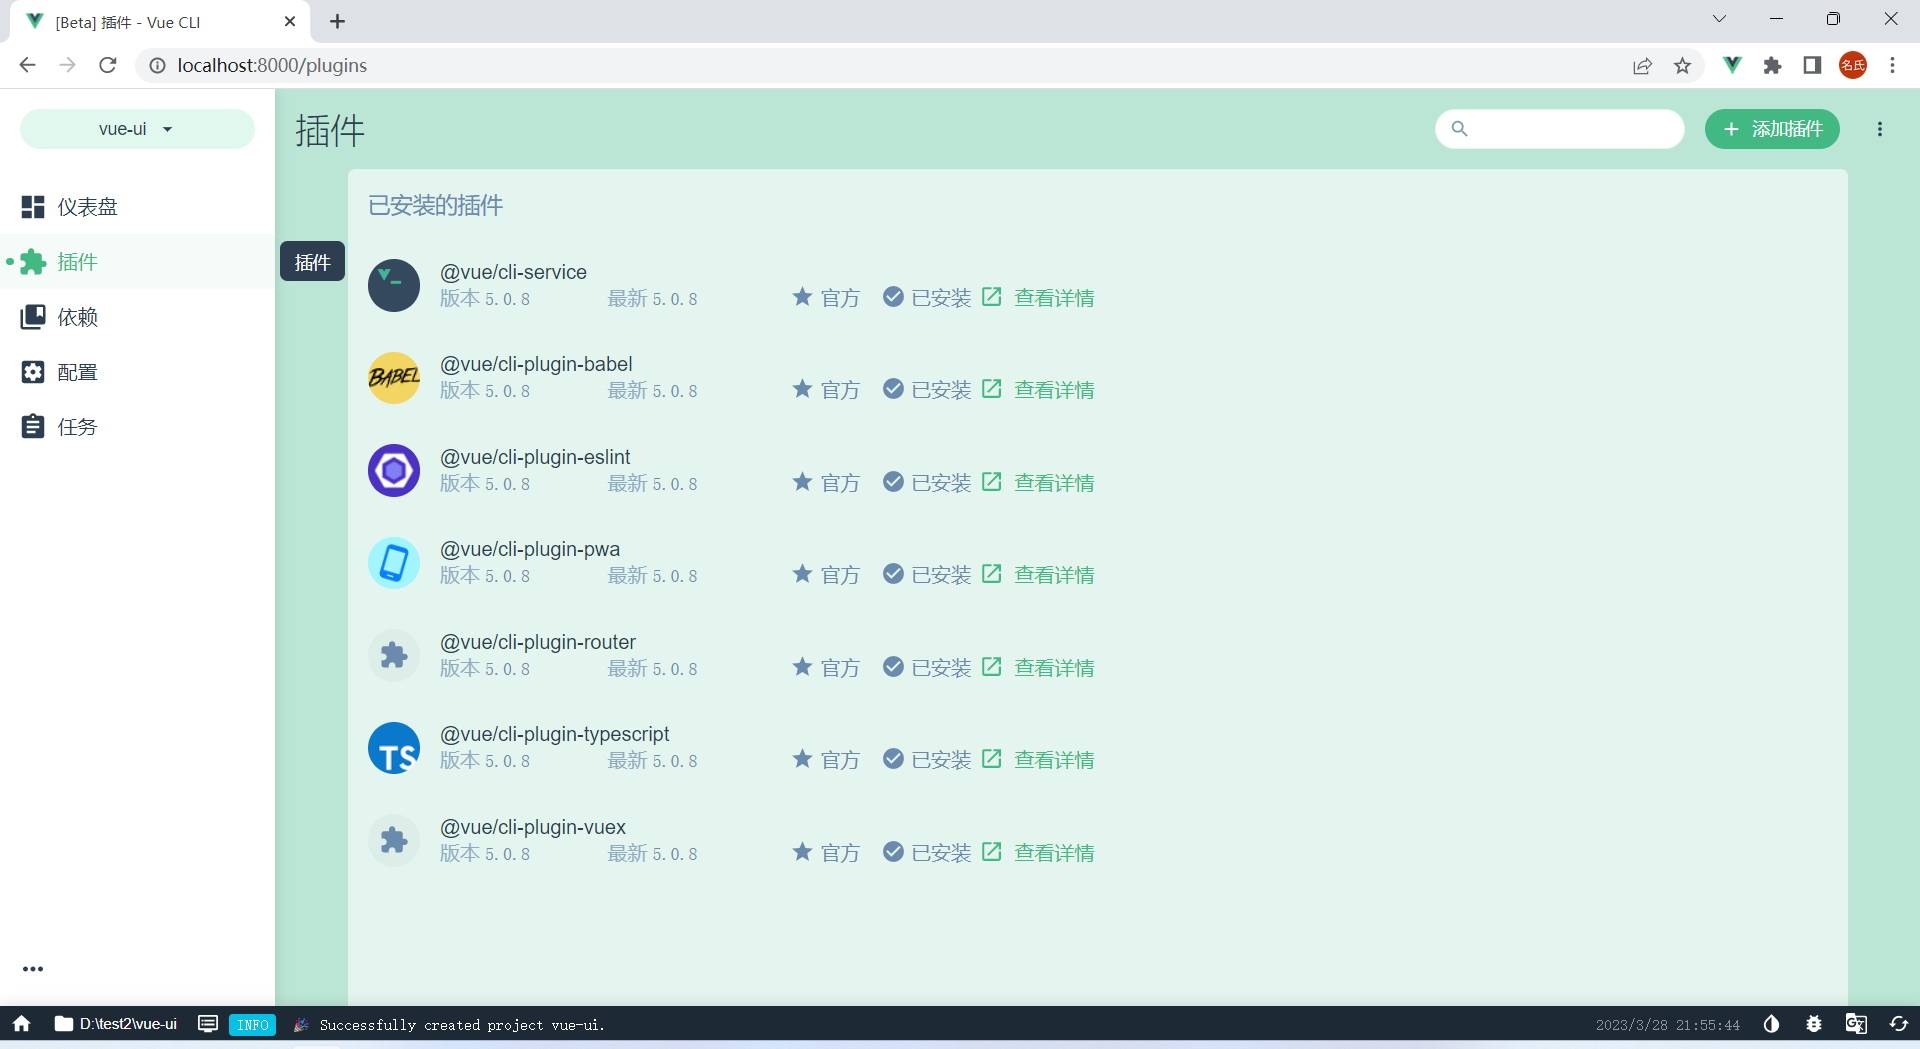 [Beta] 插件 - Vue CLI
localhost:8000/plugins
名氏
vue-ui
插件
添加插件
仪表盘
插件
依赖
配置
任务
插件
已安装的插件
@vue/cli-service
版本 5.0.8 最新 5.0.8 官方 已安装 查看详情
BABEL
@vue/cli-plugin-babel
版本 5.0.8 最新 5.0.8 官方 已安装 查看详情
@vue/cli-plugin-eslint
版本 5.0.8 最新 5.0.8 官方 已安装 查看详情
@vue/cli-plugin-pwa
版本 5.0.8 最新 5.0.8 官方 已安装 查看详情
@vue/cli-plugin-router
版本 5.0.8 最新 5.0.8 官方 已安装 查看详情
TS
@vue/cli-plugin-typescript
版本 5.0.8 最新 5.0.8 官方 已安装 查看详情
@vue/cli-plugin-vuex
版本 5.0.8 最新 5.0.8 官方 已安装 查看详情
D:\test2\vue-ui INFO 🎉 Successfully created project vue-ui. 2023/3/28 21:55:44